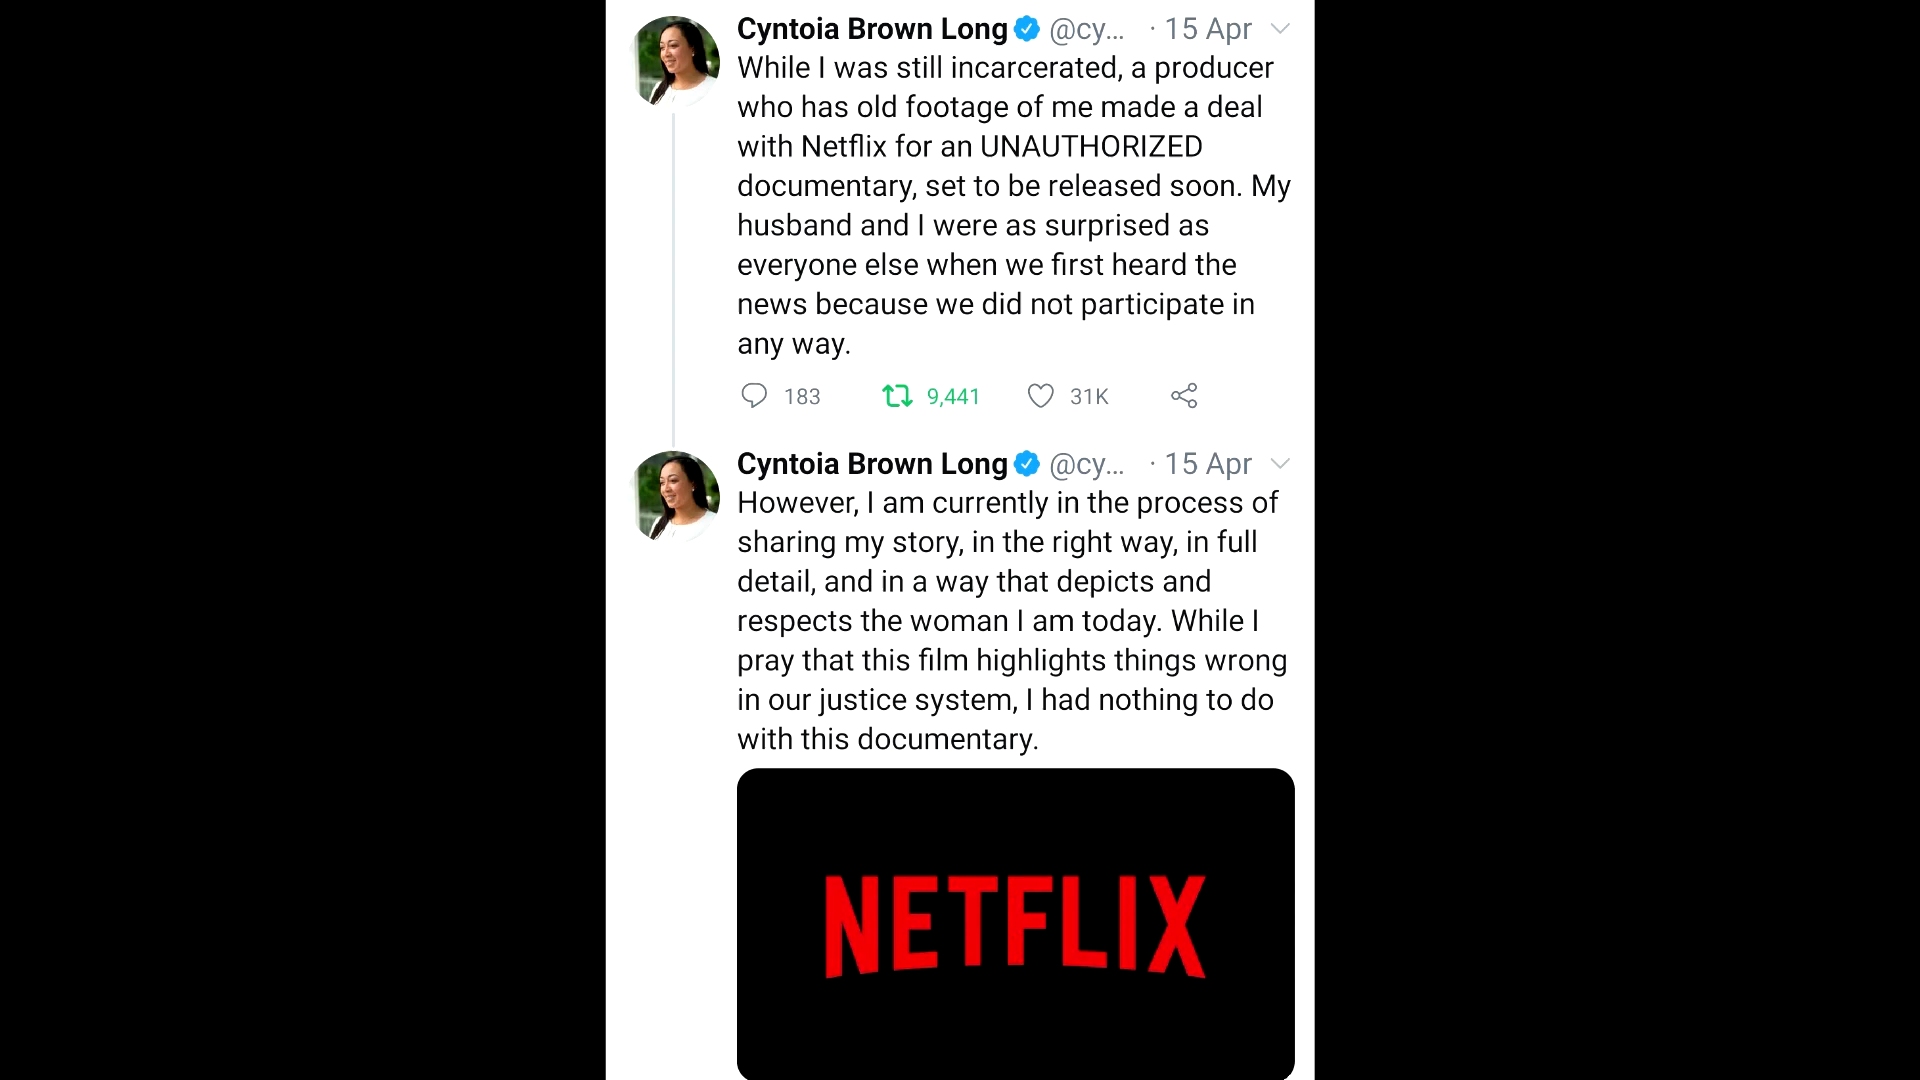 Cyntoia Brown Long @cy... · 15 Apr
While I was still incarcerated, a producer
who has old footage of me made a deal
with Netflix for an UNAUTHORIZED
documentary, set to be released soon. My
husband and I were as surprised as
everyone else when we first heard the
news because we did not participate in
any way.
183 9,441 31K
Cyntoia Brown Long @cy... · 15 Apr
However, I am currently in the process of
sharing my story, in the right way, in full
detail, and in a way that depicts and
respects the woman I am today. While I
pray that this film highlights things wrong
in our justice system, I had nothing to do
with this documentary.
NETFLIX